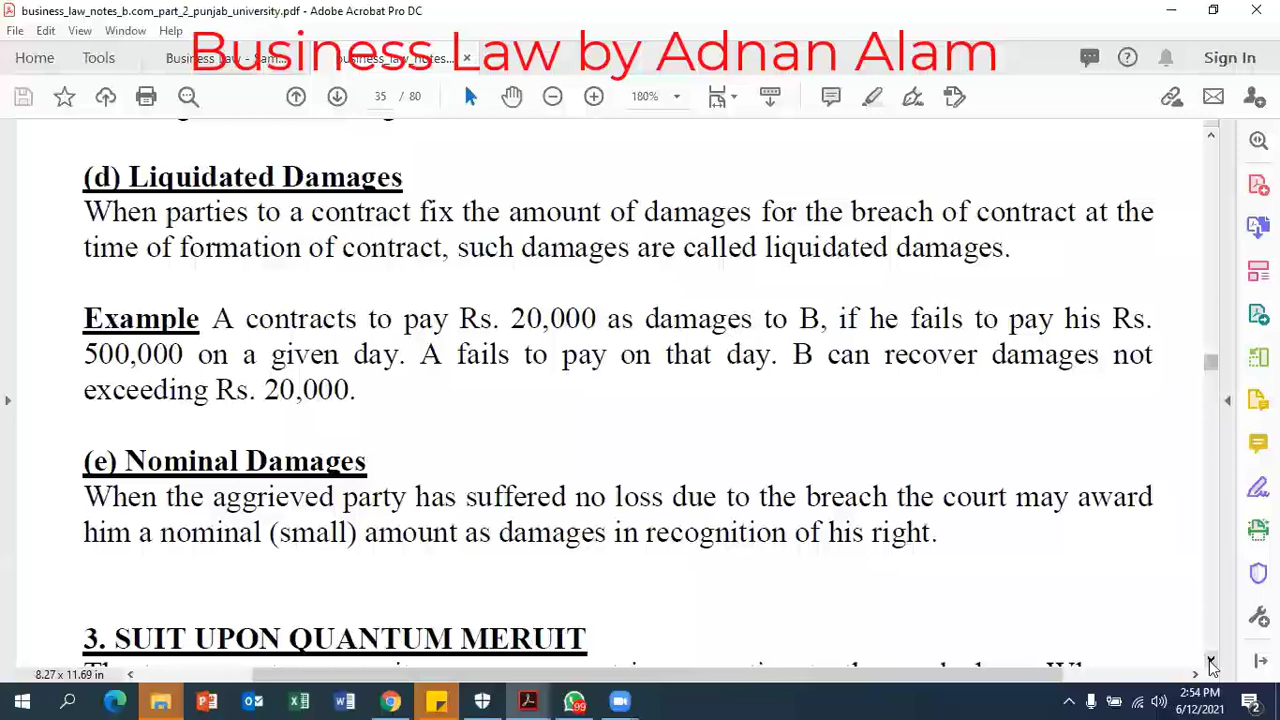 business_law_notes_b.com_part_2_punjab_university.pdf - Adobe Acrobat Pro DC
File Edit View Window Help
Business Law by Adnan Alam
Home Tools Business Law - Sam... business_law_notes... × Sign In
35 / 80 180%
(d) Liquidated Damages
When parties to a contract fix the amount of damages for the breach of contract at the
time of formation of contract, such damages are called liquidated damages.
Example A contracts to pay Rs. 20,000 as damages to B, if he fails to pay his Rs.
500,000 on a given day. A fails to pay on that day. B can recover damages not
exceeding Rs. 20,000.
(e) Nominal Damages
When the aggrieved party has suffered no loss due to the breach the court may award
him a nominal (small) amount as damages in recognition of his right.
3. SUIT UPON QUANTUM MERUIT
8.27 x 11.69 in
99
2:54 PM
6/12/2021
2